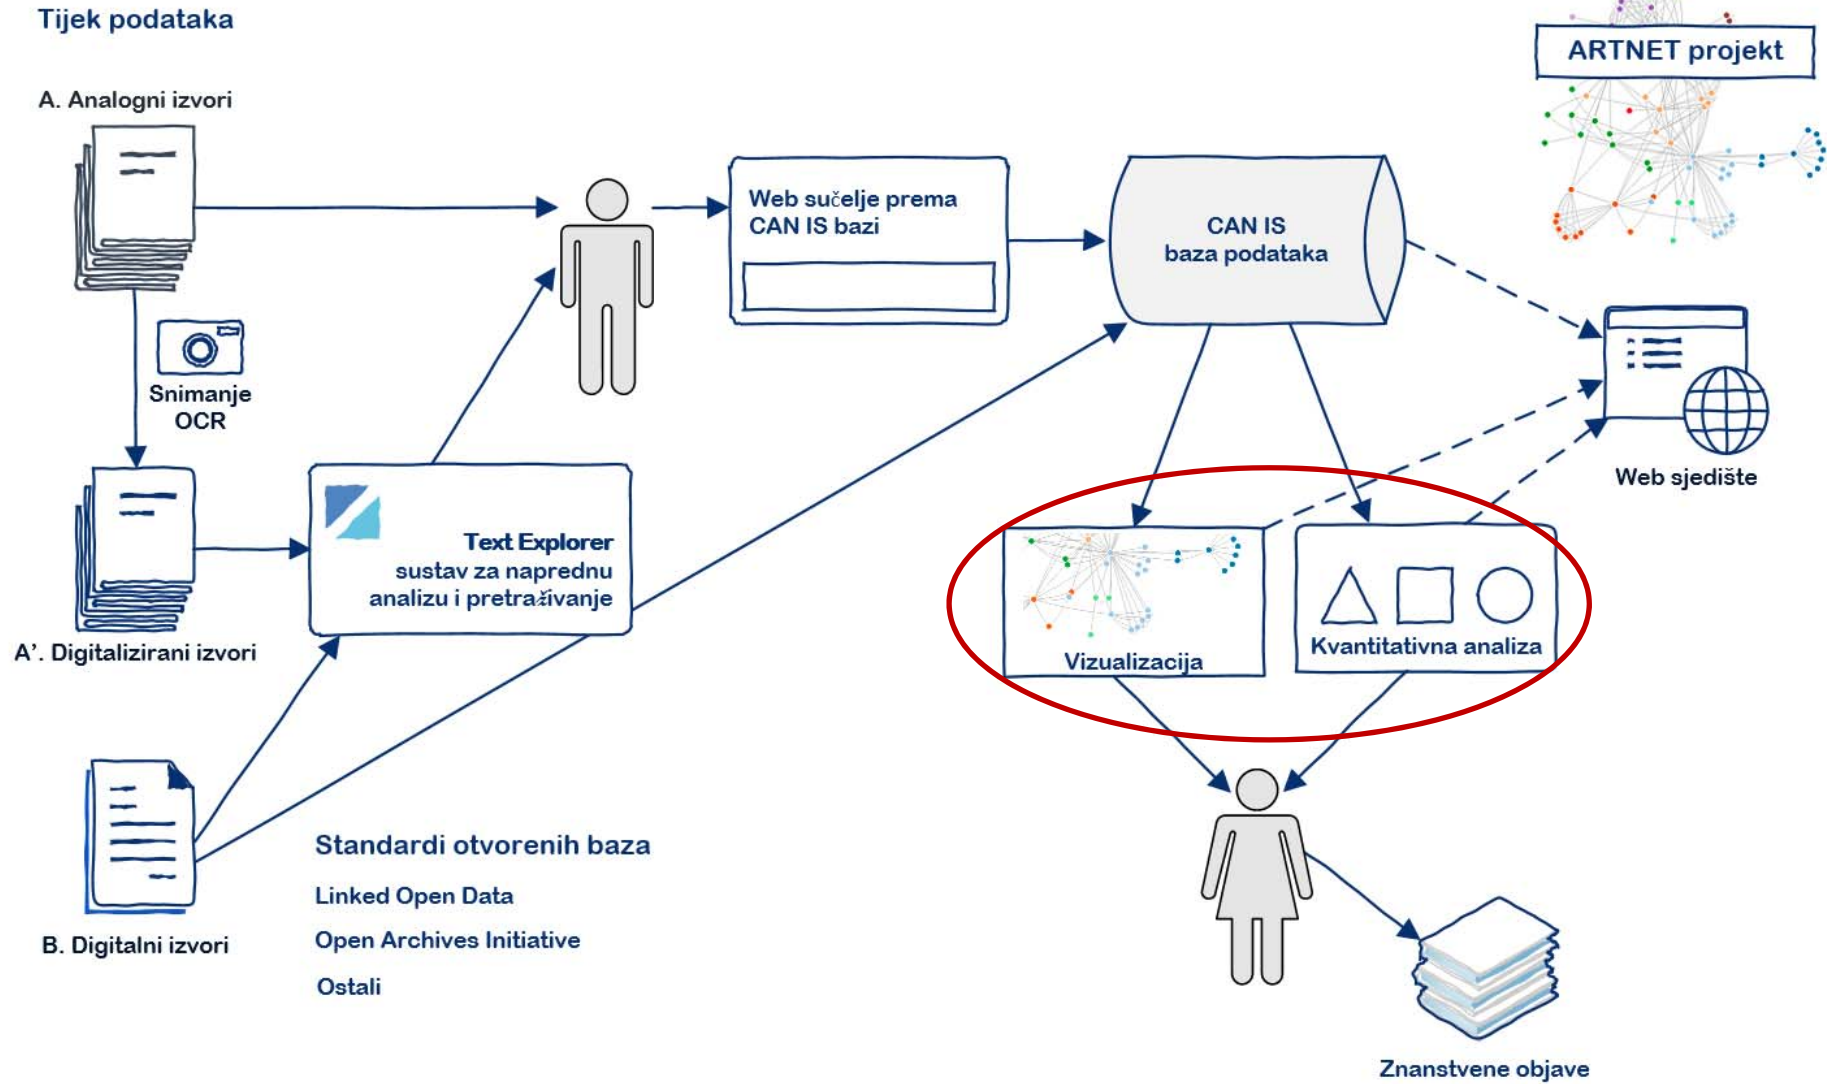 Tijek podataka
ARTNET projekt
A. Analogni izvori
Web sučelje prema
CAN IS bazi
CAN IS
baza podataka
Snimanje
OCR
Web sjedište
Text Explorer
sustav za naprednu
analizu i pretraživanje
A’. Digitalizirani izvori
Vizualizacija
Kvantitativna analiza
Standardi otvorenih baza
Linked Open Data
Open Archives Initiative
Ostali
B. Digitalni izvori
Znanstvene objave